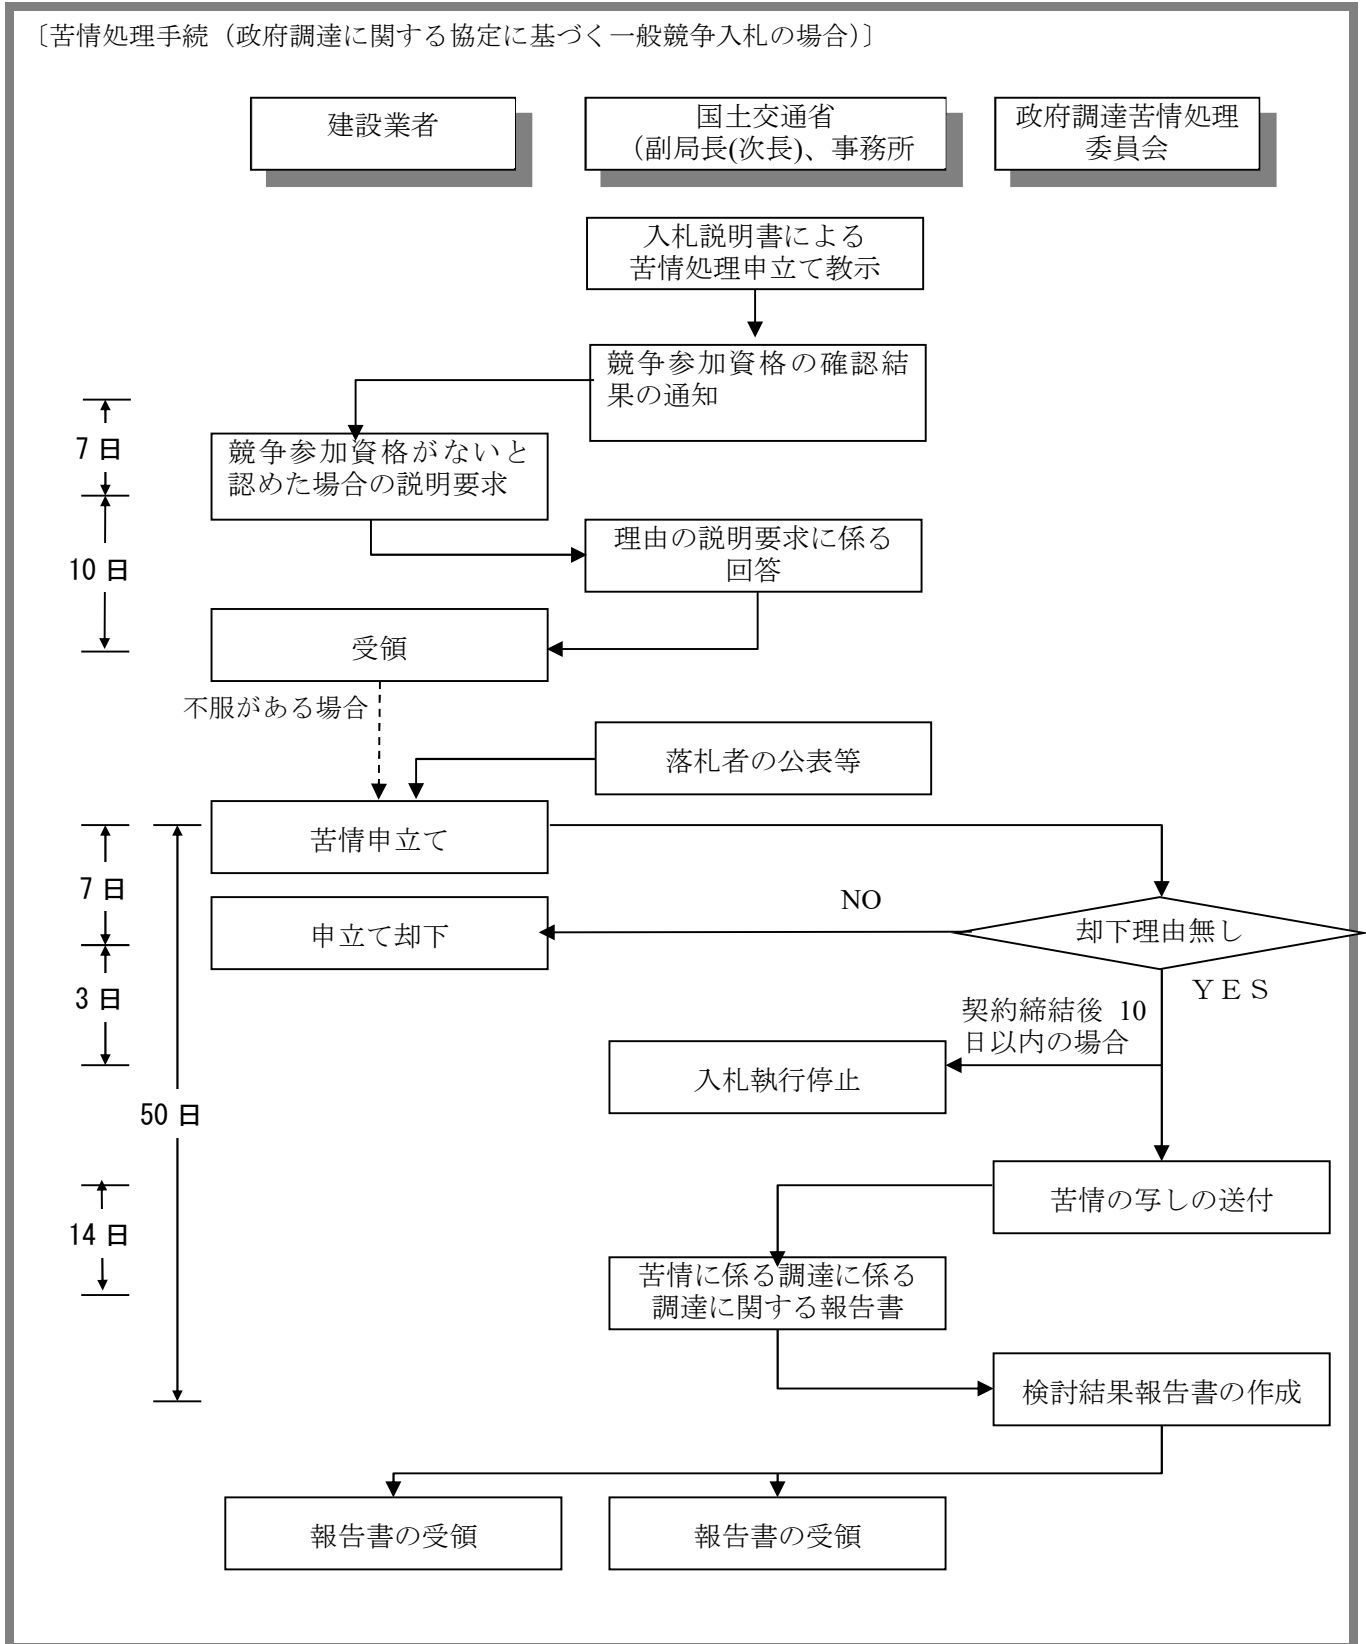 〔苦情処理手続（政府調達に関する協定に基づく一般競争入札の場合）〕
建設業者
国土交通省
（副局長(次長)、事務所
政府調達苦情処理
委員会
入札説明書による
苦情処理申立て教示
競争参加資格の確認結
果の通知
7 日
競争参加資格がないと
認めた場合の説明要求
10 日
理由の説明要求に係る
回答
受領
不服がある場合
落札者の公表等
苦情申立て
7 日
NO
申立て却下
却下理由無し
ＹＥＳ
3 日
契約締結後 10
日以内の場合
入札執行停止
50 日
苦情の写しの送付
14 日
苦情に係る調達に係る
調達に関する報告書
検討結果報告書の作成
報告書の受領
報告書の受領